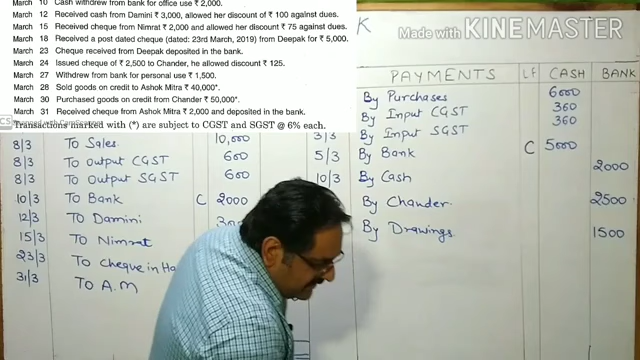 March 10 Cash withdrew from bank for office use ₹ 2,000.
March 12 Received cash from Damini ₹ 3,000, allowed her discount of ₹ 100 against dues.
March 15 Received cheque from Nimrat ₹ 2,000 and allowed her discount ₹ 75 against dues.
March 18 Received a post dated cheque (dated: 23rd March, 2019) from Deepak for ₹ 5,000.
March 23 Cheque received from Deepak deposited in the bank.
March 24 Issued cheque of ₹ 2,500 to Chander, he allowed discount ₹ 125.
March 27 Withdrew from bank for personal use ₹ 1,500.
March 28 Sold goods on credit to Ashok Mitra ₹ 40,000*.
March 30 Purchased goods on credit from Chander ₹ 50,000*.
March 31 Received cheque from Ashok Mitra ₹ 2,000 and deposited in the bank.
Transactions marked with (*) are subject to CGST and SGST @ 6% each.
Made with KINEMASTER
K
PAYMENTS LF CASH BANK
By Purchases 6000
By Input CGST 360
3/3 By Input SGST 360
5/3 By Bank C 5000
10/3 By Cash 2000
By Chander. 2500
By Drawings. 1500
8/3 To Sales. 10,000
8/3 To Output CGST 600
8/3 To Output SGST 600
10/3 To Bank C 2000
12/3 To Damini
15/3 To Nimrat
23/3 To Cheque in Ha
31/3 To A.M